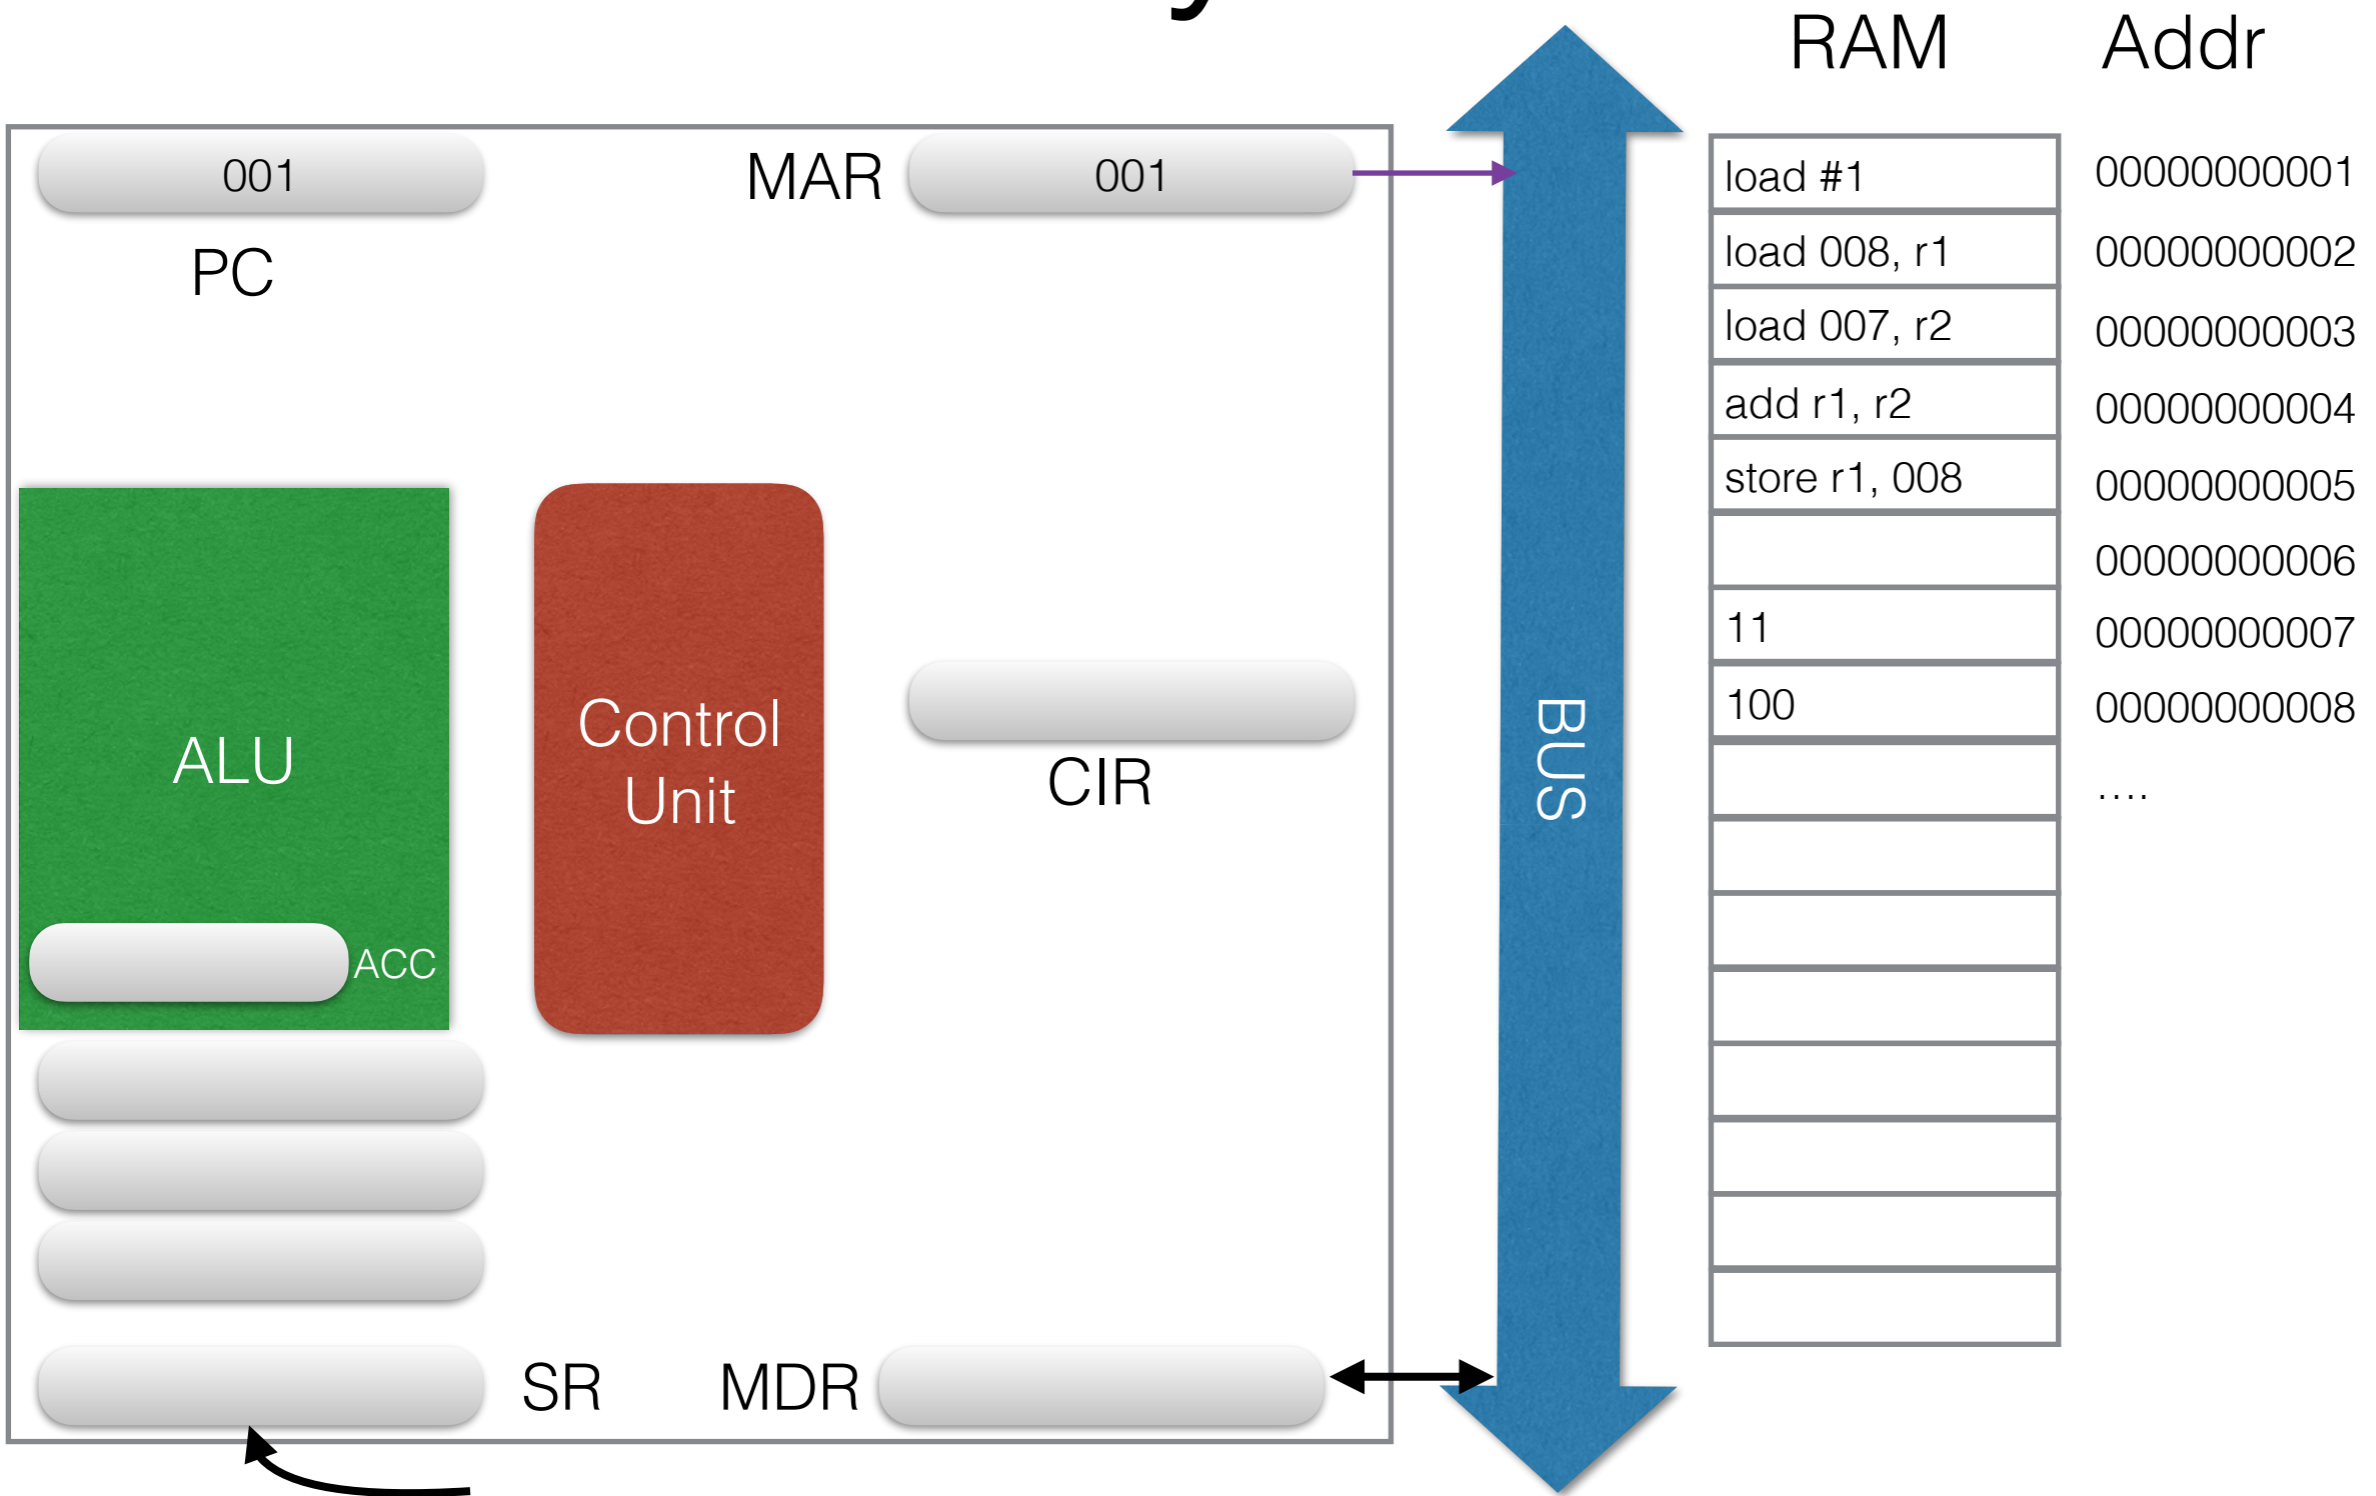 RAM Addr
001 MAR 001
PC
load #1 00000000001
load 008, r1 00000000002
load 007, r2 00000000003
add r1, r2 00000000004
store r1, 008 00000000005
00000000006
11 00000000007
100 00000000008
....
ALU
Control
Unit
CIR
BUS
ACC
SR MDR